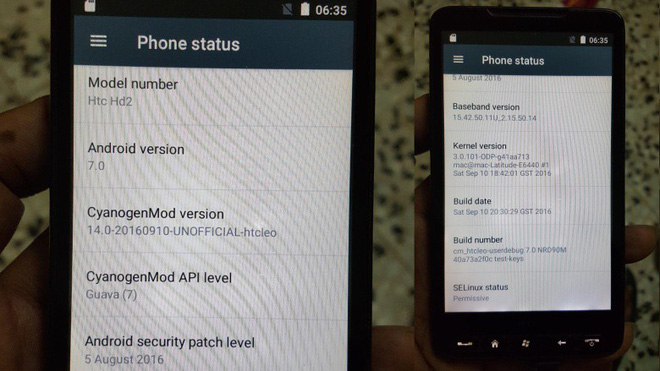 06:35
Phone status
Model number
Htc Hd2
Android version
7.0
CyanogenMod version
14.0-20160910-UNOFFICIAL-htcleo
CyanogenMod API level
Guava (7)
Android security patch level
5 August 2016
06:35
Phone status
5 August 2016
Baseband version
15.42.50.11U_2.15.50.14
Kernel version
3.0.101-ODP-g41aa713
mac@mac-Latitude-E6440 #1
Sat Sep 10 18:42:01 GST 2016
Build date
Sat Sep 10 20:30:29 GST 2016
Build number
cm_htcleo-userdebug 7.0 NRD90M
40a73a2f0c test-keys
SELinux status
Permissive